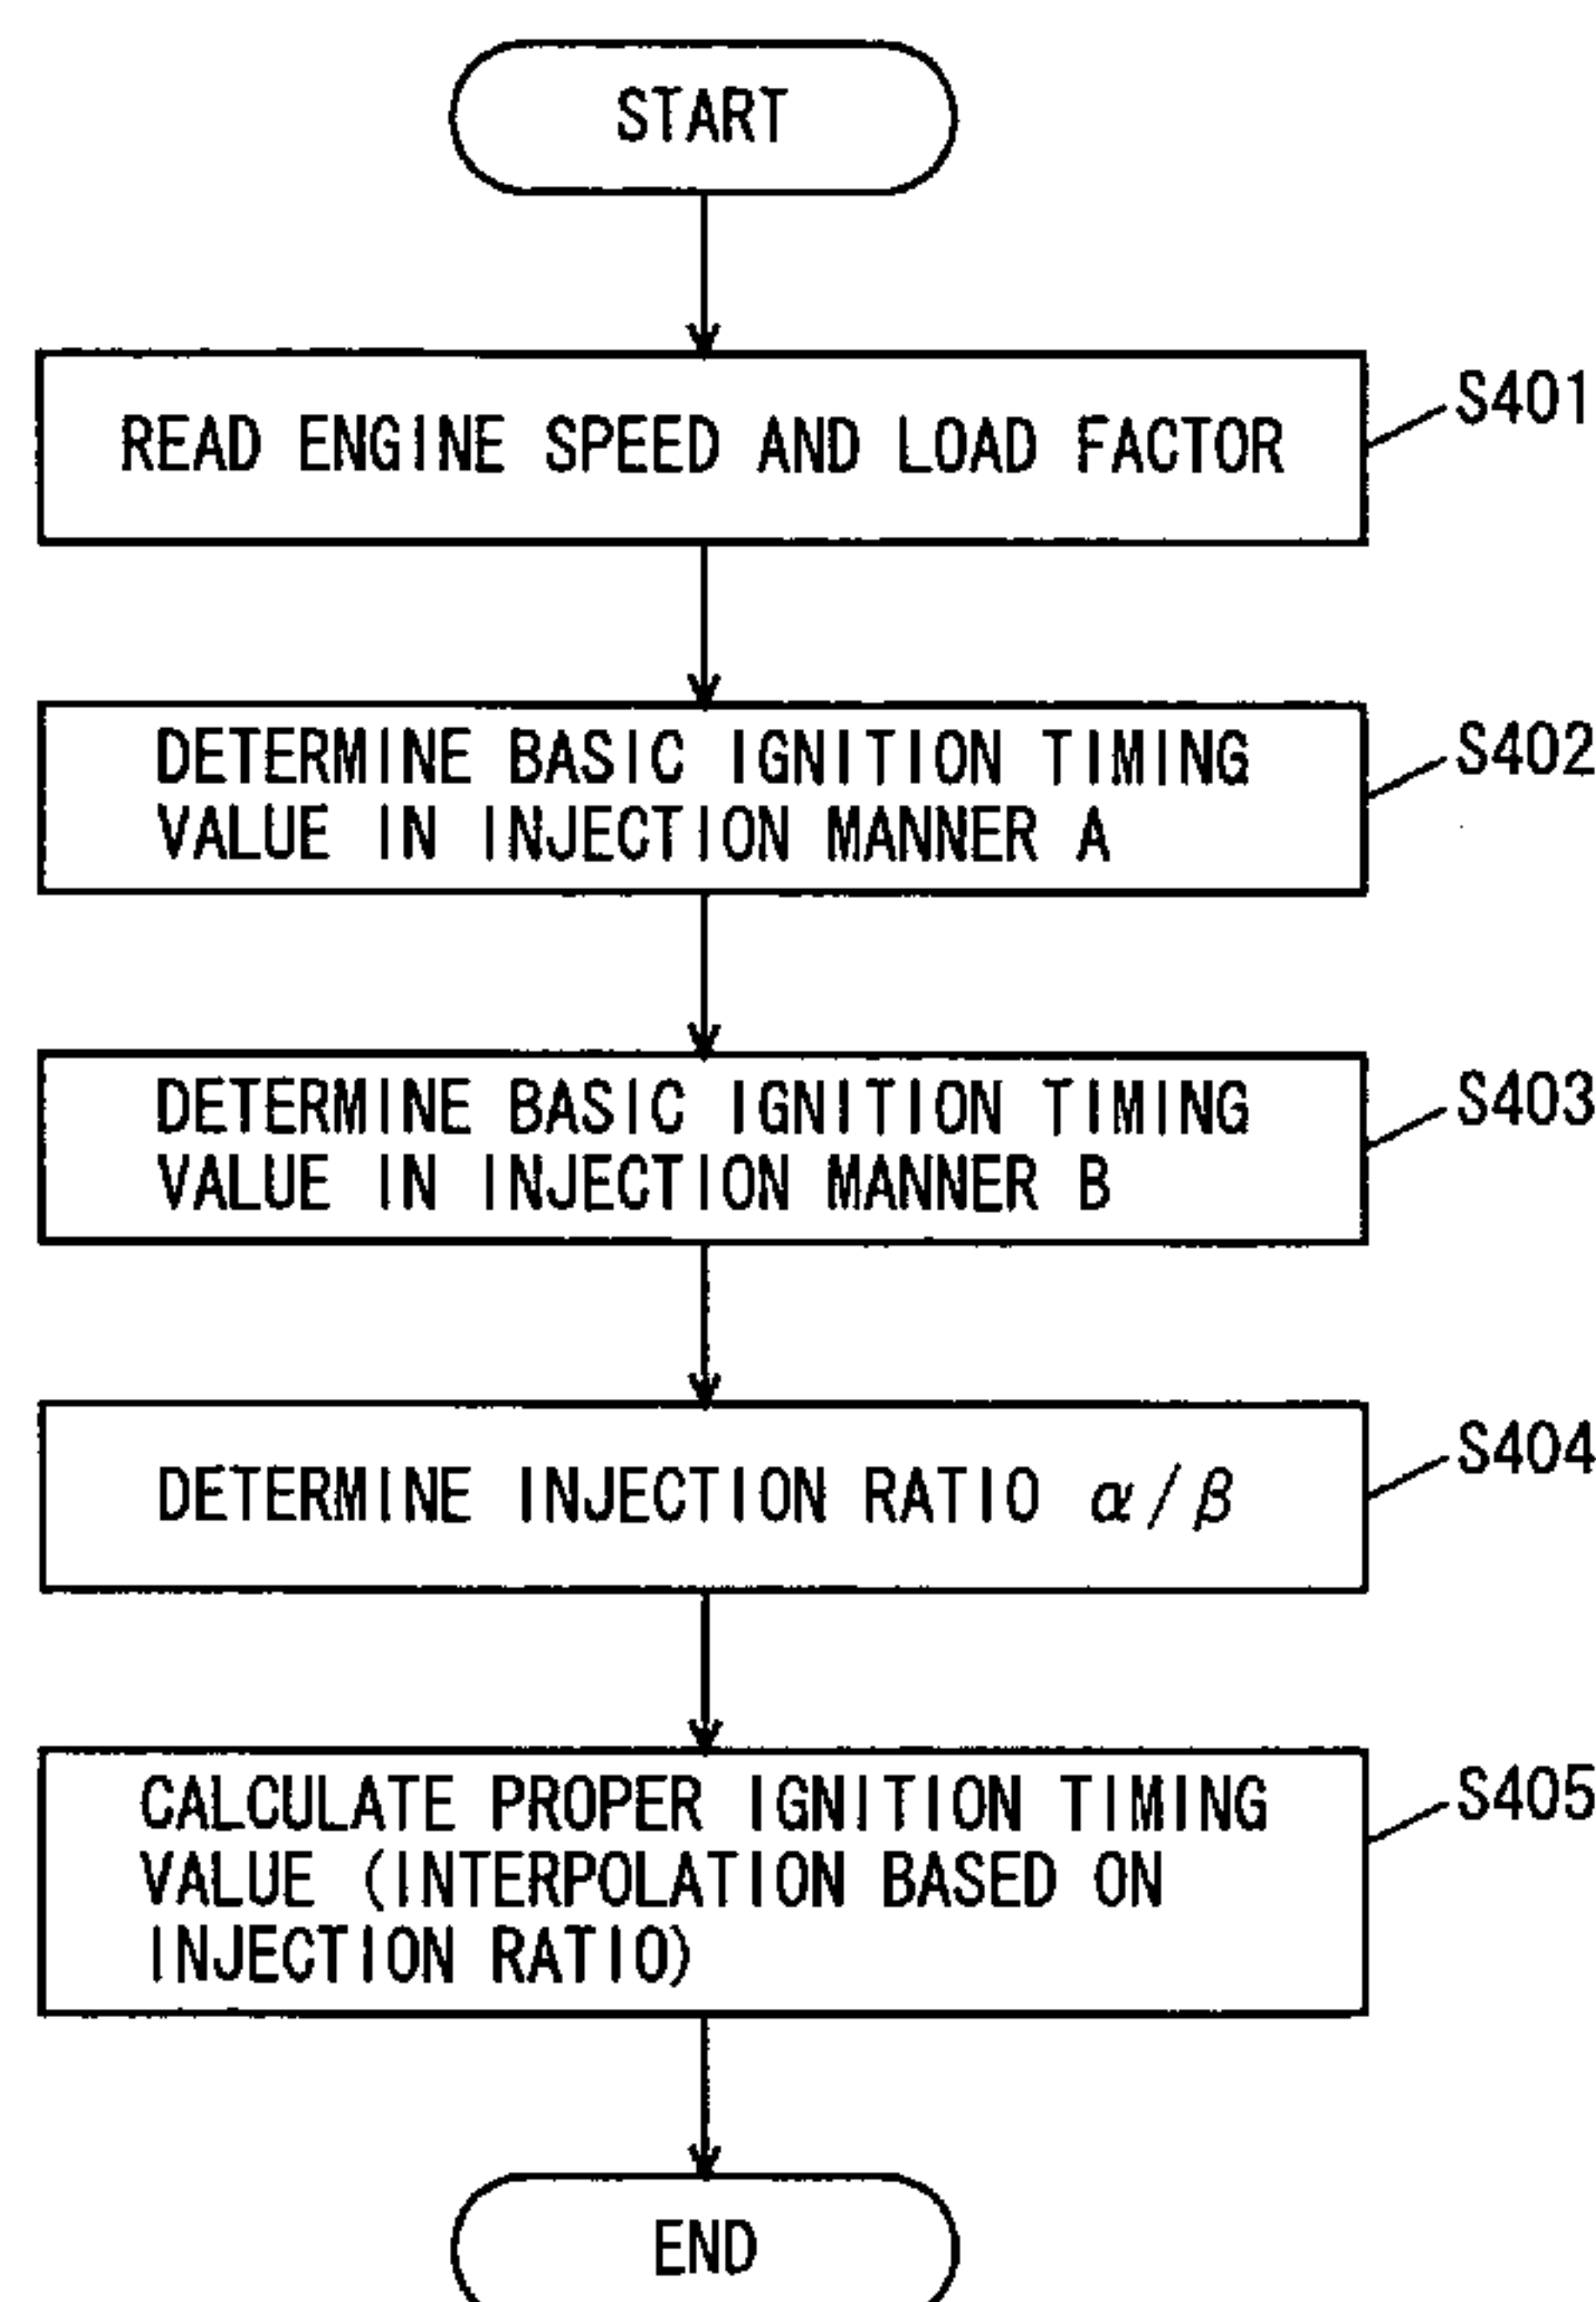 START
READ ENGINE SPEED AND LOAD FACTOR
S401
DETERMINE BASIC IGNITION TIMING
VALUE IN INJECTION MANNER A
S402
DETERMINE BASIC IGNITION TIMING
VALUE IN INJECTION MANNER B
S403
DETERMINE INJECTION RATIO α/β
S404
CALCULATE PROPER IGNITION TIMING
VALUE (INTERPOLATION BASED ON
INJECTION RATIO)
S405
END